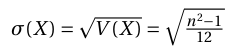 σ(X) = √V(X) = √((n²−1)/12)